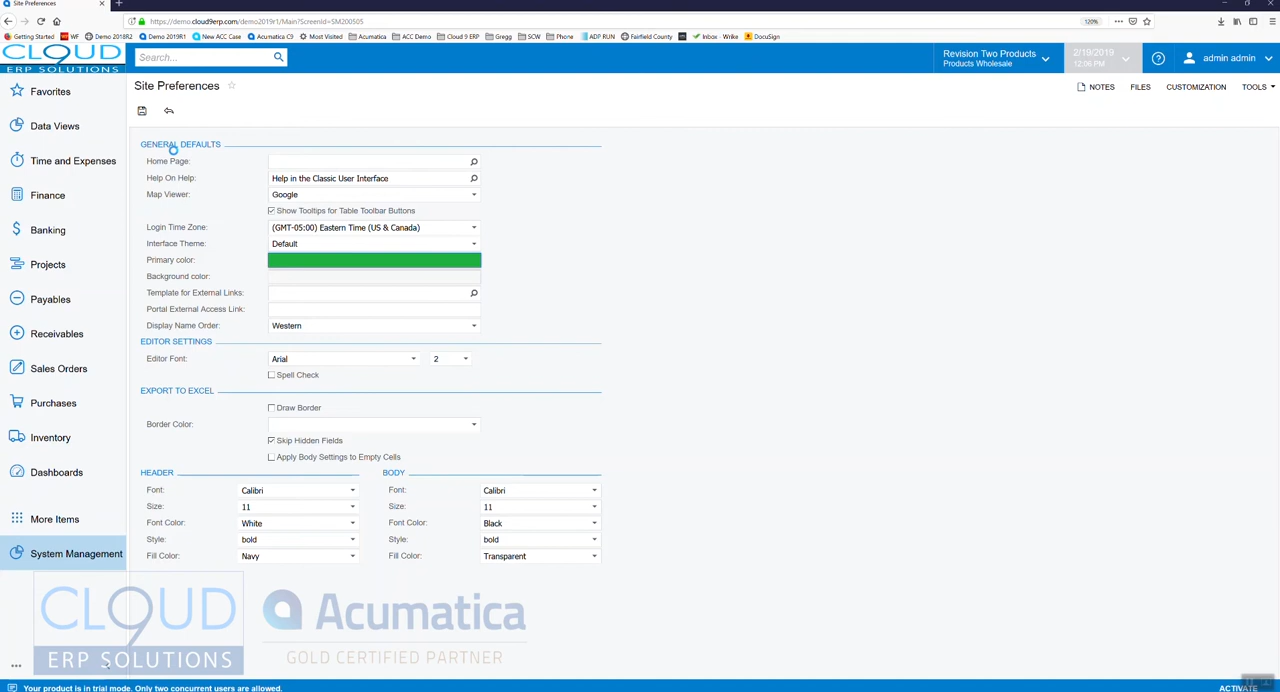 Site Preferences
https://demo.cloud9erp.com/demo2019r1/Main?ScreenId=SM200505
120%
Getting Started WF Demo 2018R2 Demo 2019R1 New ACC Case Acumatica C9 Most Visited Acumatica ACC Demo Cloud 9 ERP Gregg SCW Phone ADP RUN Fairfield County Inbox - Wrike DocuSign
CLOUD9
ERP SOLUTIONS
Search...
Revision Two Products
Products Wholesale
2/19/2019
12:06 PM
admin admin
Site Preferences
NOTES FILES CUSTOMIZATION TOOLS
Favorites
Data Views
Time and Expenses
Finance
Banking
Projects
Payables
Receivables
Sales Orders
Purchases
Inventory
Dashboards
More Items
System Management
GENERAL DEFAULTS
Home Page:
Help On Help: Help in the Classic User Interface
Map Viewer: Google
Show Tooltips for Table Toolbar Buttons
Login Time Zone: (GMT-05:00) Eastern Time (US & Canada)
Interface Theme: Default
Primary color:
Background color:
Template for External Links:
Portal External Access Link:
Display Name Order: Western
EDITOR SETTINGS
Editor Font: Arial 2
Spell Check
EXPORT TO EXCEL
Draw Border
Border Color:
Skip Hidden Fields
Apply Body Settings to Empty Cells
HEADER BODY
Font: Calibri Font: Calibri
Size: 11 Size: 11
Font Color: White Font Color: Black
Style: bold Style: bold
Fill Color: Navy Fill Color: Transparent
CLOUD9
ERP SOLUTIONS
Acumatica
GOLD CERTIFIED PARTNER
Your product is in trial mode. Only two concurrent users are allowed.
ACTIVATE